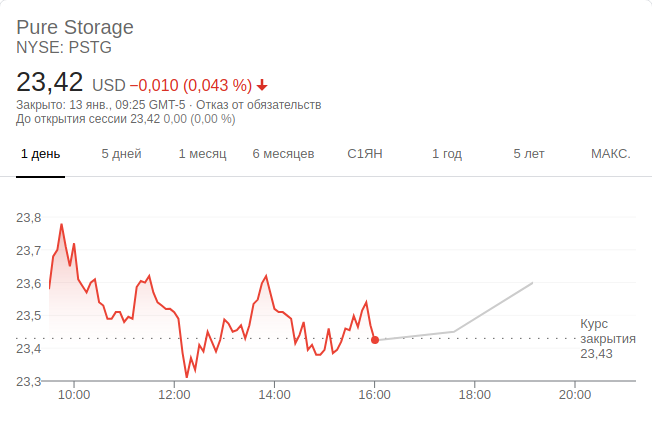 Pure Storage
NYSE: PSTG
23,42 USD −0,010 (0,043 %)
Закрыто: 13 янв., 09:25 GMT-5 · Отказ от обязательств
До открытия сессии 23,42 0,00 (0,00 %)
1 день 5 дней 1 месяц 6 месяцев С1ЯН 1 год 5 лет МАКС.
23,8
23,7
23,6
23,5
23,4
23,3
Курс
закрытия
23,43
10:00 12:00 14:00 16:00 18:00 20:00